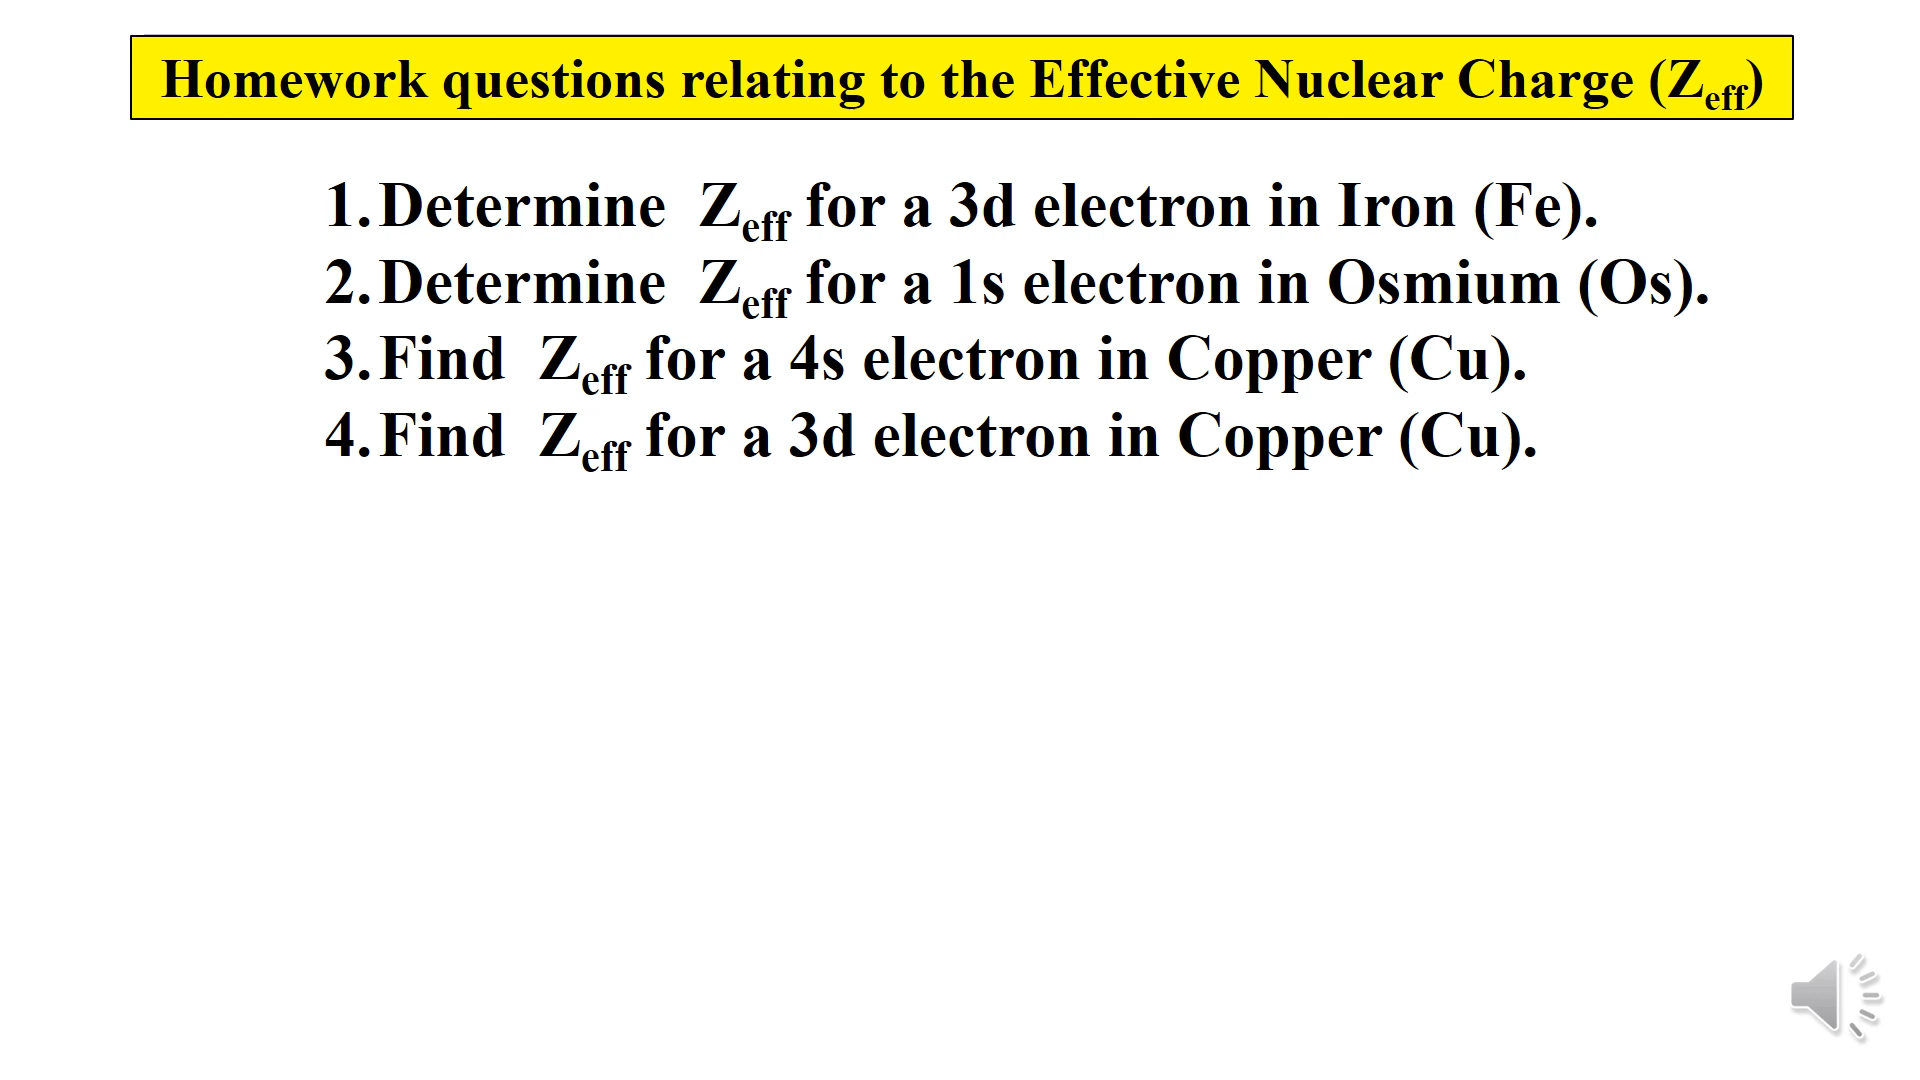 Homework questions relating to the Effective Nuclear Charge (Zeff)
1. Determine Zeff for a 3d electron in Iron (Fe).
2. Determine Zeff for a 1s electron in Osmium (Os).
3. Find Zeff for a 4s electron in Copper (Cu).
4. Find Zeff for a 3d electron in Copper (Cu).